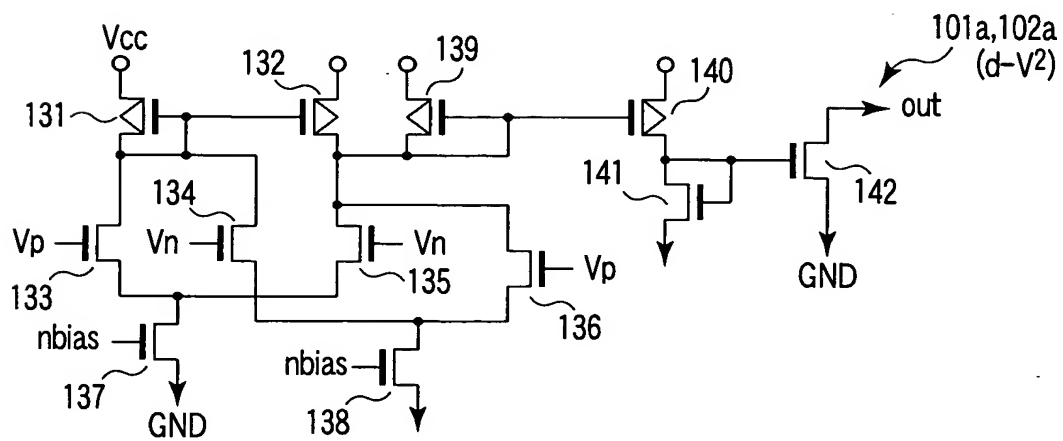 Vcc
131
132
139
140
101a,102a
(d-V²)
out
141
142
134
Vp
Vn
Vn
Vp
133
135
136
GND
nbias
nbias
137
138
GND